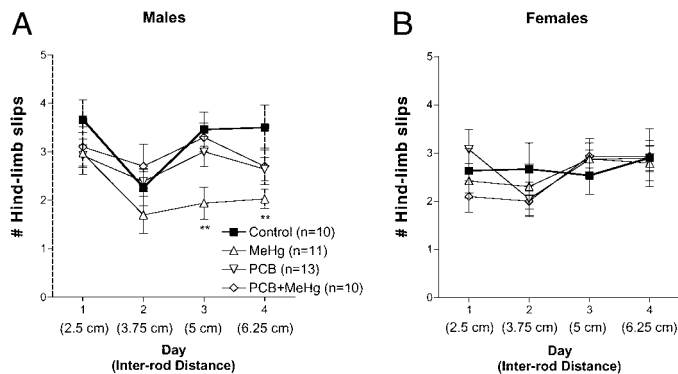 A
Males
# Hind-limb slips
5
4
3
2
1
0
**
**
Control (n=10)
MeHg (n=11)
PCB (n=13)
PCB+MeHg (n=10)
1 2 3 4
(2.5 cm) (3.75 cm) (5 cm) (6.25 cm)
Day
(Inter-rod Distance)
B
Females
# Hind-limb slips
5
4
3
2
1
0
1 2 3 4
(2.5 cm) (3.75 cm) (5 cm) (6.25 cm)
Day
(Inter-rod Distance)